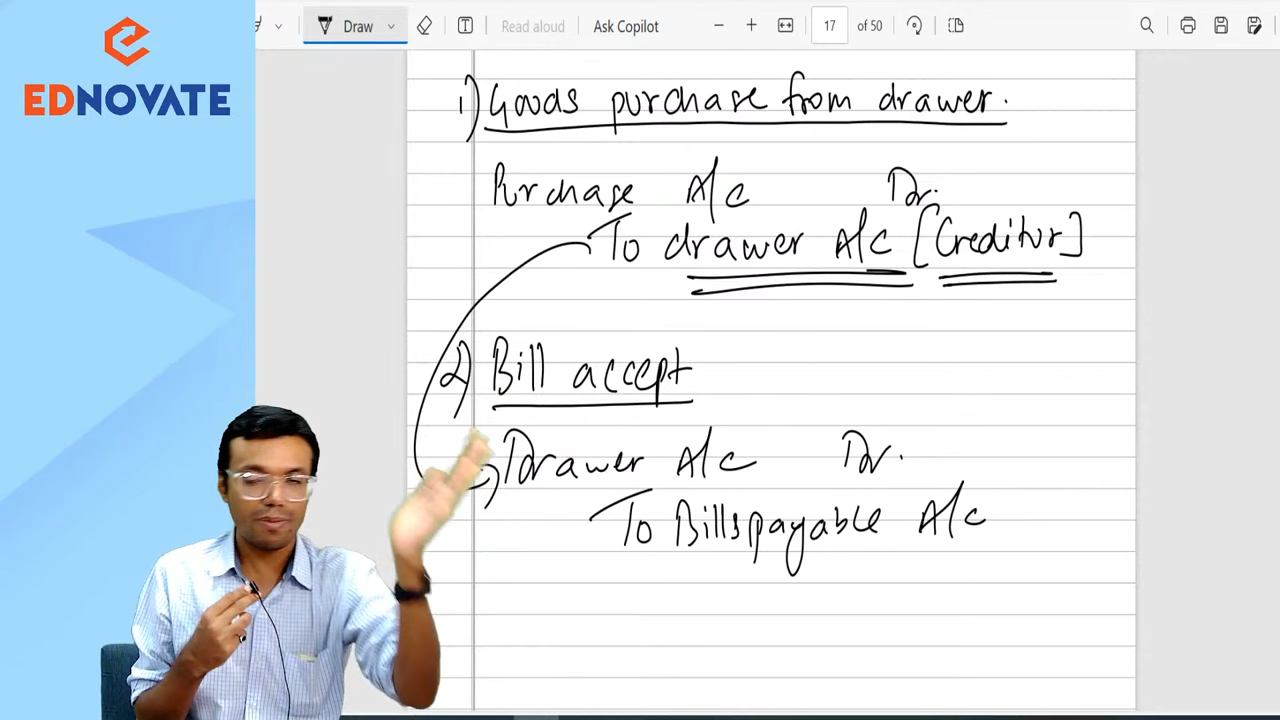 Draw
Read aloud
Ask Copilot
17 of 50
EDNOVATE
1) Goods purchase from drawer.
Purchase A/c Dr.
To drawer A/c [Creditor]
2) Bill accept
Drawer A/c Dr.
To Bills payable A/c